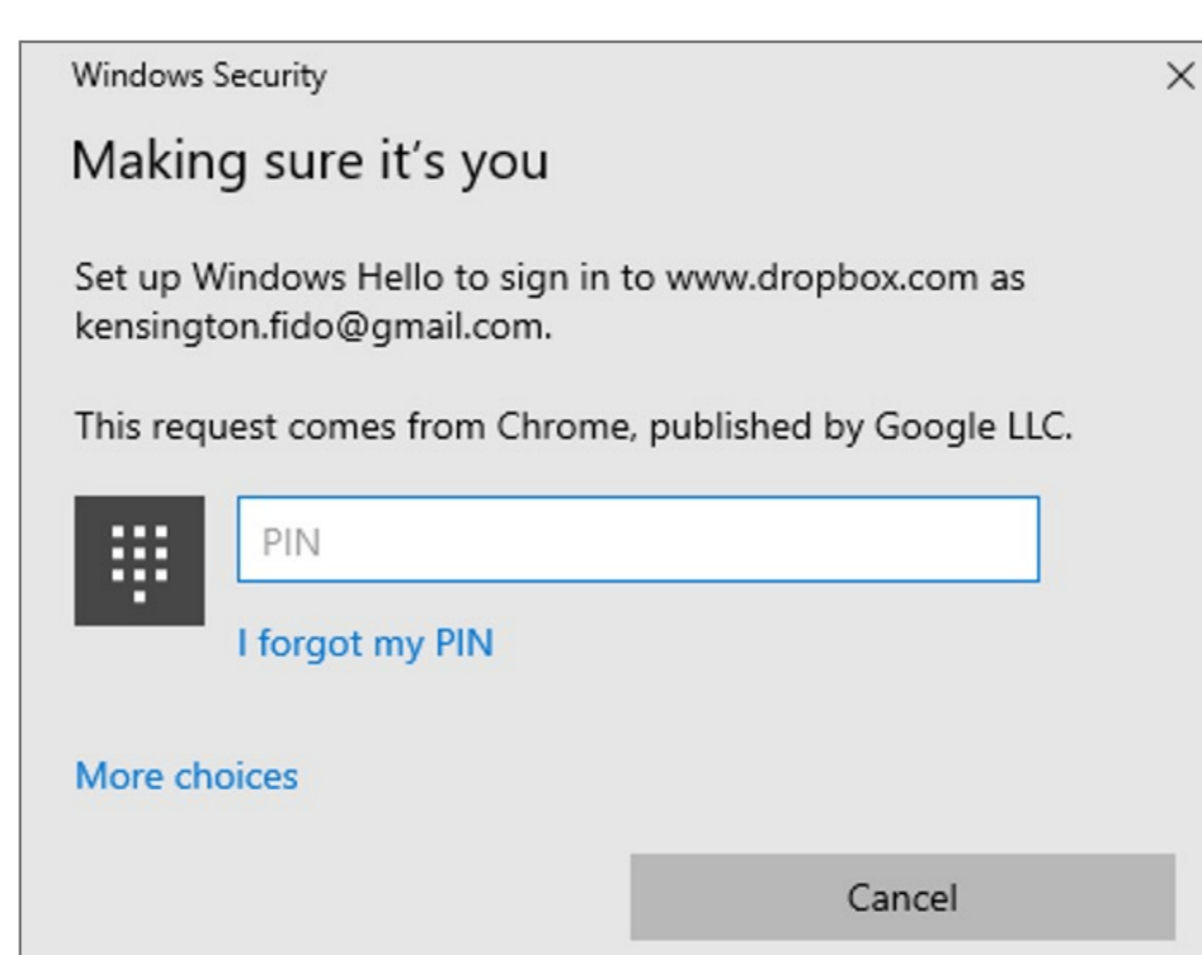 Windows Security
Making sure it's you
Set up Windows Hello to sign in to www.dropbox.com as
kensington.fido@gmail.com.
This request comes from Chrome, published by Google LLC.
PIN
I forgot my PIN
More choices
Cancel